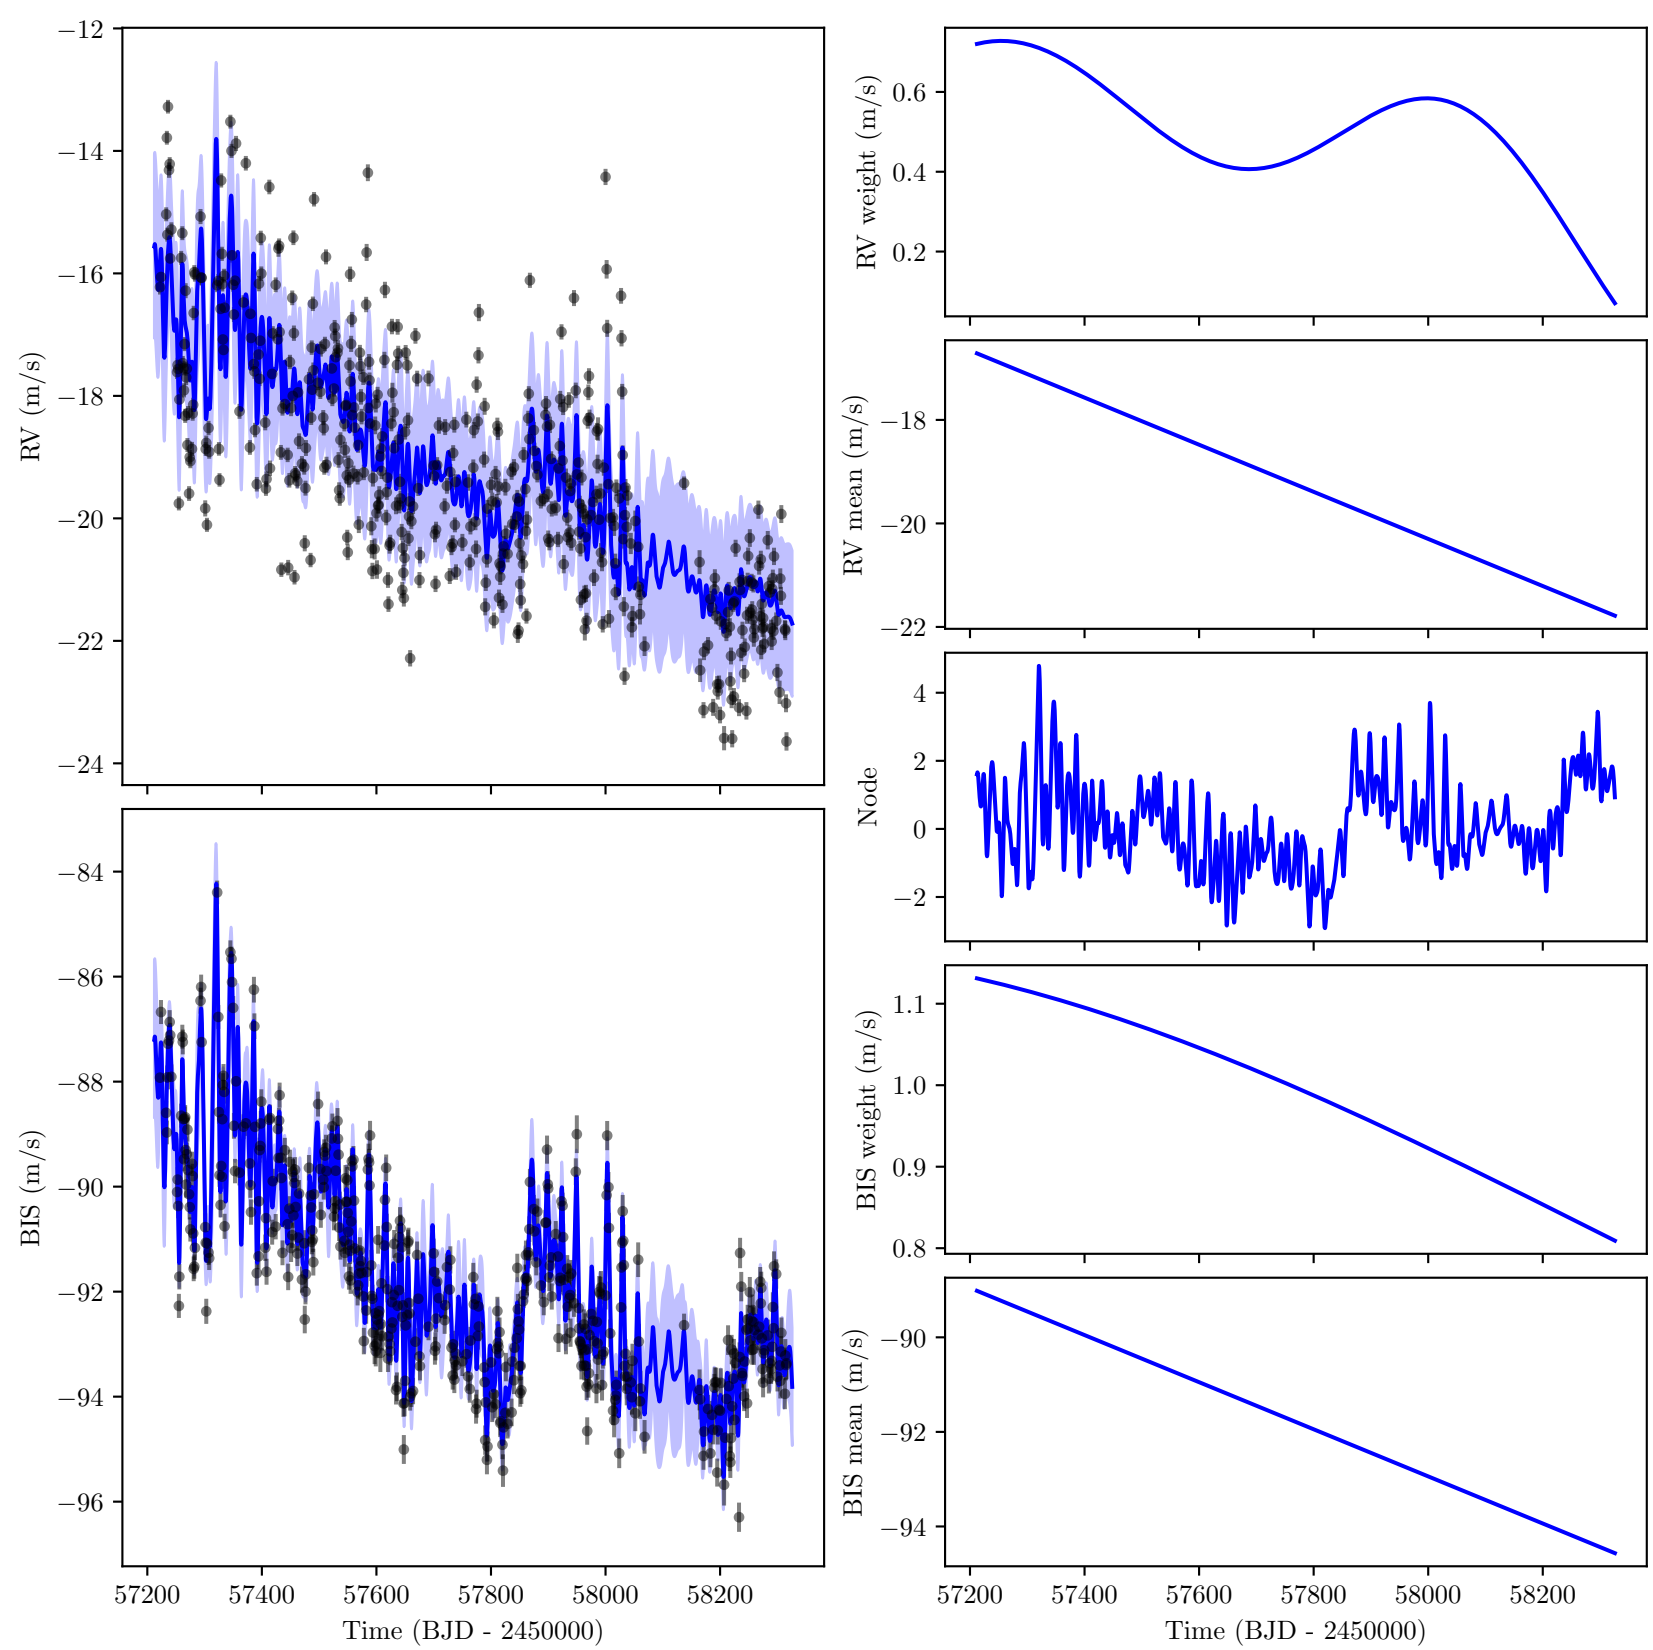 −12
−14
−16
−18
−20
−22
−24
RV (m/s)
−84
−86
−88
−90
−92
−94
−96
BIS (m/s)
57200 57400 57600 57800 58000 58200
Time (BJD - 2450000)
0.6
0.4
0.2
RV weight (m/s)
−18
−20
−22
RV mean (m/s)
4
2
0
−2
Node
1.1
1.0
0.9
0.8
BIS weight (m/s)
−90
−92
−94
BIS mean (m/s)
57200 57400 57600 57800 58000 58200
Time (BJD - 2450000)